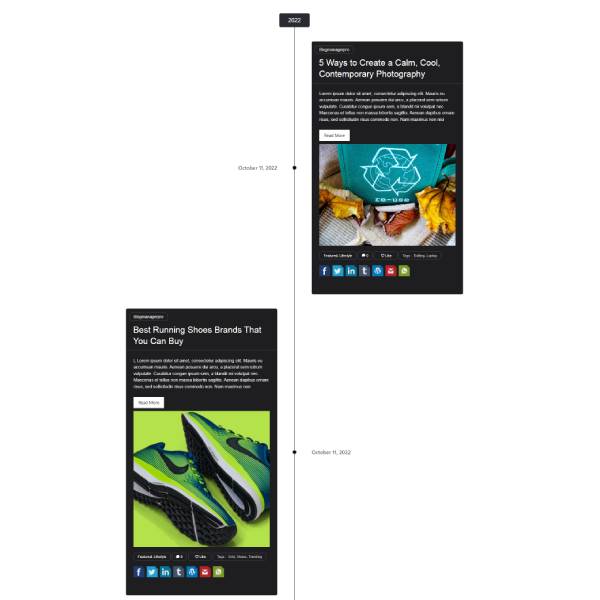 2022
Blogmanagerpro
5 Ways to Create a Calm, Cool,
Contemporary Photography
Lorem ipsum dolor sit amet, consectetur adipiscing elit. Mauris eu
accumsan mauris. Aenean posuere dui arcu, a placerat sem rutrum
vulputate. Curabitur congue ipsum sem, a blandit mi volutpat nec.
Maecenas et tellus non massa lobortis sagittis. Aenean dapibus ornare
risus, sed sollicitudin risus commodo non. Nam maximus non nisl
Read More
October 11, 2022
Featured, Lifestyle 0 Like Tags :
Blogmanagerpro
Best Running Shoes Brands That
You Can Buy
L Lorem ipsum dolor sit amet, consectetur adipiscing elit. Mauris eu
accumsan mauris. Aenean posuere dui arcu, a placerat sem rutrum
vulputate. Curabitur congue ipsum sem, a blandit mi volutpat nec.
Maecenas et tellus non massa lobortis sagittis. Aenean dapibus ornare
risus, sed sollicitudin risus commodo non. Nam maximus non
Read More
October 11, 2022
Featured, Lifestyle 0 Like Tags : Trending